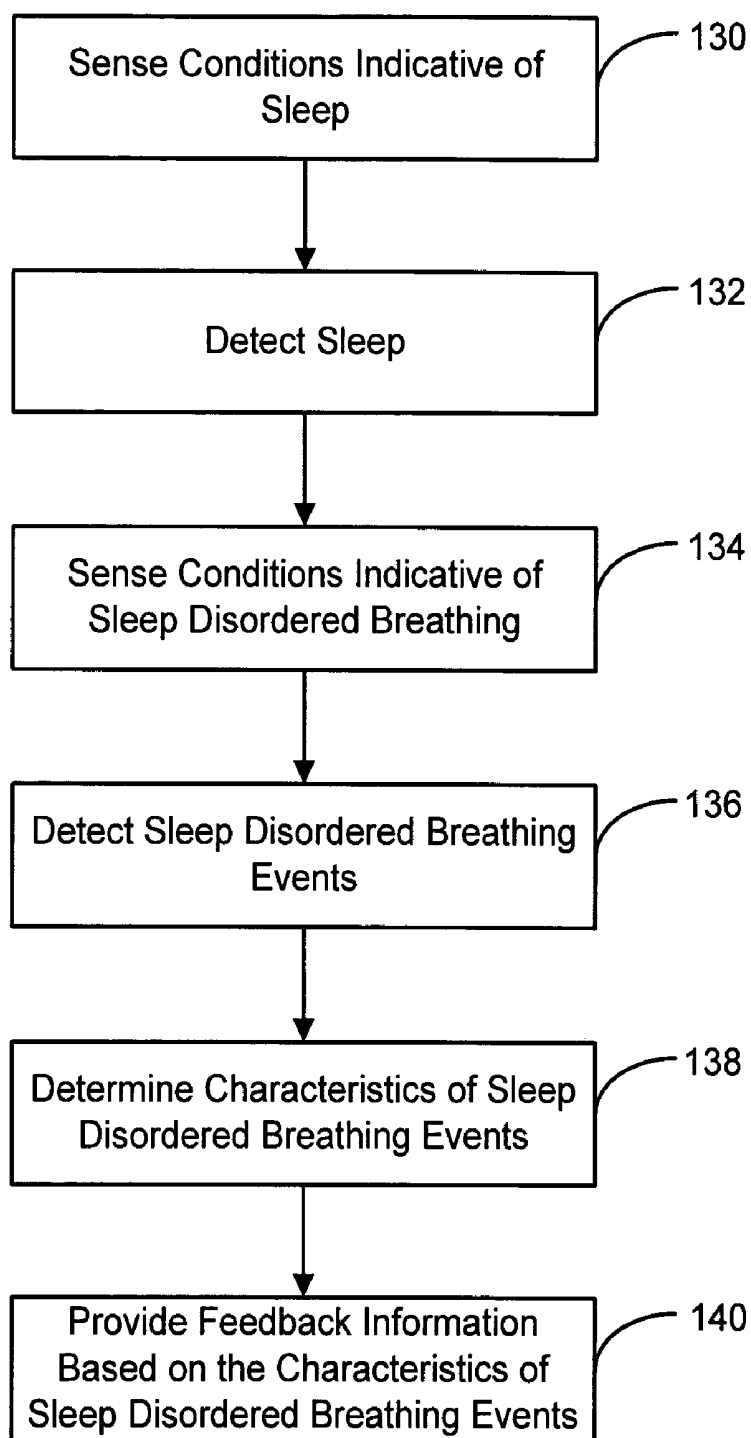 Sense Conditions Indicative of
Sleep
130
Detect Sleep
132
Sense Conditions Indicative of
Sleep Disordered Breathing
134
Detect Sleep Disordered Breathing
Events
136
Determine Characteristics of Sleep
Disordered Breathing Events
138
Provide Feedback Information
Based on the Characteristics of
Sleep Disordered Breathing Events
140